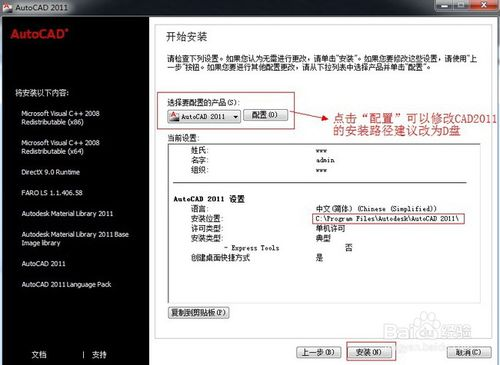 AutoCAD 2011
AutoCAD
将安装以下内容:
Microsoft Visual C++ 2008
Redistributable (x86)
Microsoft Visual C++ 2008
Redistributable (x64)
DirectX 9.0 Runtime
FARO LS 1.1.406.58
Autodesk Material Library 2011
Autodesk Material Library 2011 Base
Image library
AutoCAD 2011
AutoCAD 2011 Language Pack
文档 | 支持
开始安装
请检查下列设置。如果您认为无需进行更改,请单击"安装"。如果您要修改这些设置,请使用"上
一步"按钮。如果您要进行其他配置更改,请从下拉列表中选择产品并单击"配置"。
选择要配置的产品(S):
AutoCAD 2011 配置(O)
点击“配置”可以修改CAD2011
的安装路径建议改为D盘
当前设置:
姓氏: www
名字: admin
组织: www
AutoCAD 2011 设置
语言: 中文(简体) (Chinese (Simplified))
安装位置: C:\Program Files\Autodesk\AutoCAD 2011\
许可类型: 单机许可
安装类型: 典型
- Express Tools 否
创建桌面快捷方式 是
复制到剪贴板(P)
上一步(B) 安装(N) 取消(C)
Baidu经验